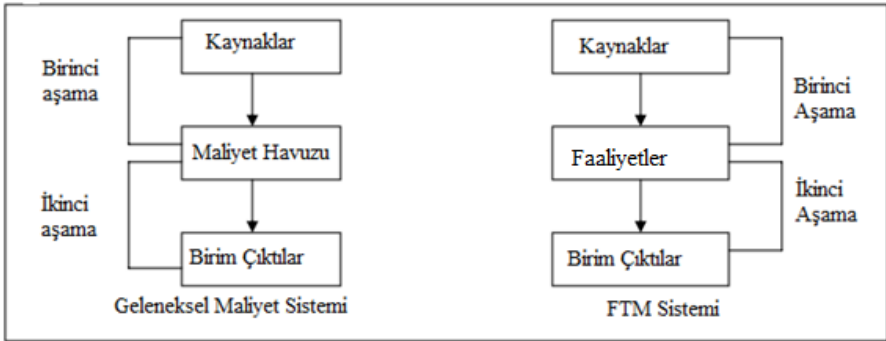 Kaynaklar
Birinci
aşama
Maliyet Havuzu
İkinci
aşama
Birim Çıktılar
Geleneksel Maliyet Sistemi
Kaynaklar
Birinci
Aşama
Faaliyetler
İkinci
Aşama
Birim Çıktılar
FTM Sistemi